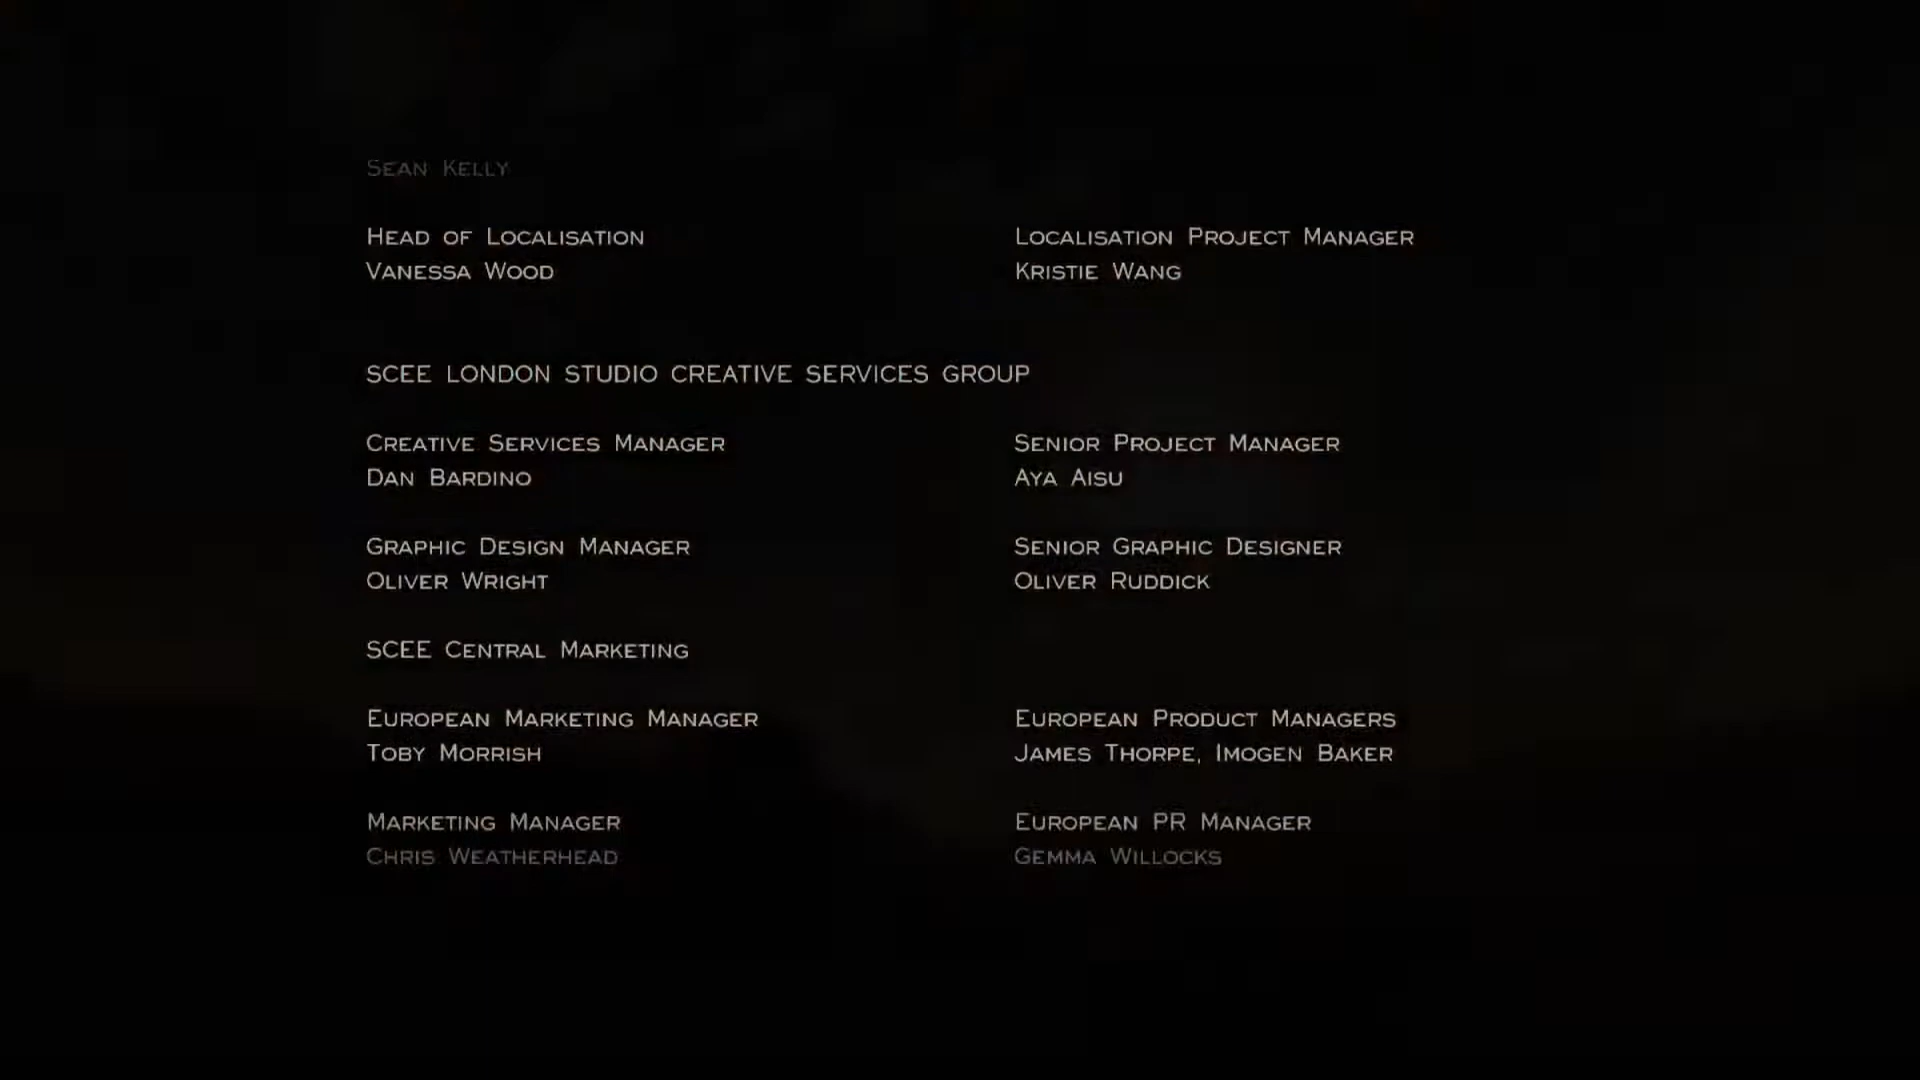 Sean Kelly
Head of Localisation
Vanessa Wood
Localisation Project Manager
Kristie Wang
SCEE LONDON STUDIO CREATIVE SERVICES GROUP
Creative Services Manager
Dan Bardino
Senior Project Manager
Aya Aisu
Graphic Design Manager
Oliver Wright
Senior Graphic Designer
Oliver Ruddick
SCEE Central Marketing
European Marketing Manager
Toby Morrish
European Product Managers
James Thorpe, Imogen Baker
Marketing Manager
Chris Weatherhead
European PR Manager
Gemma Willocks